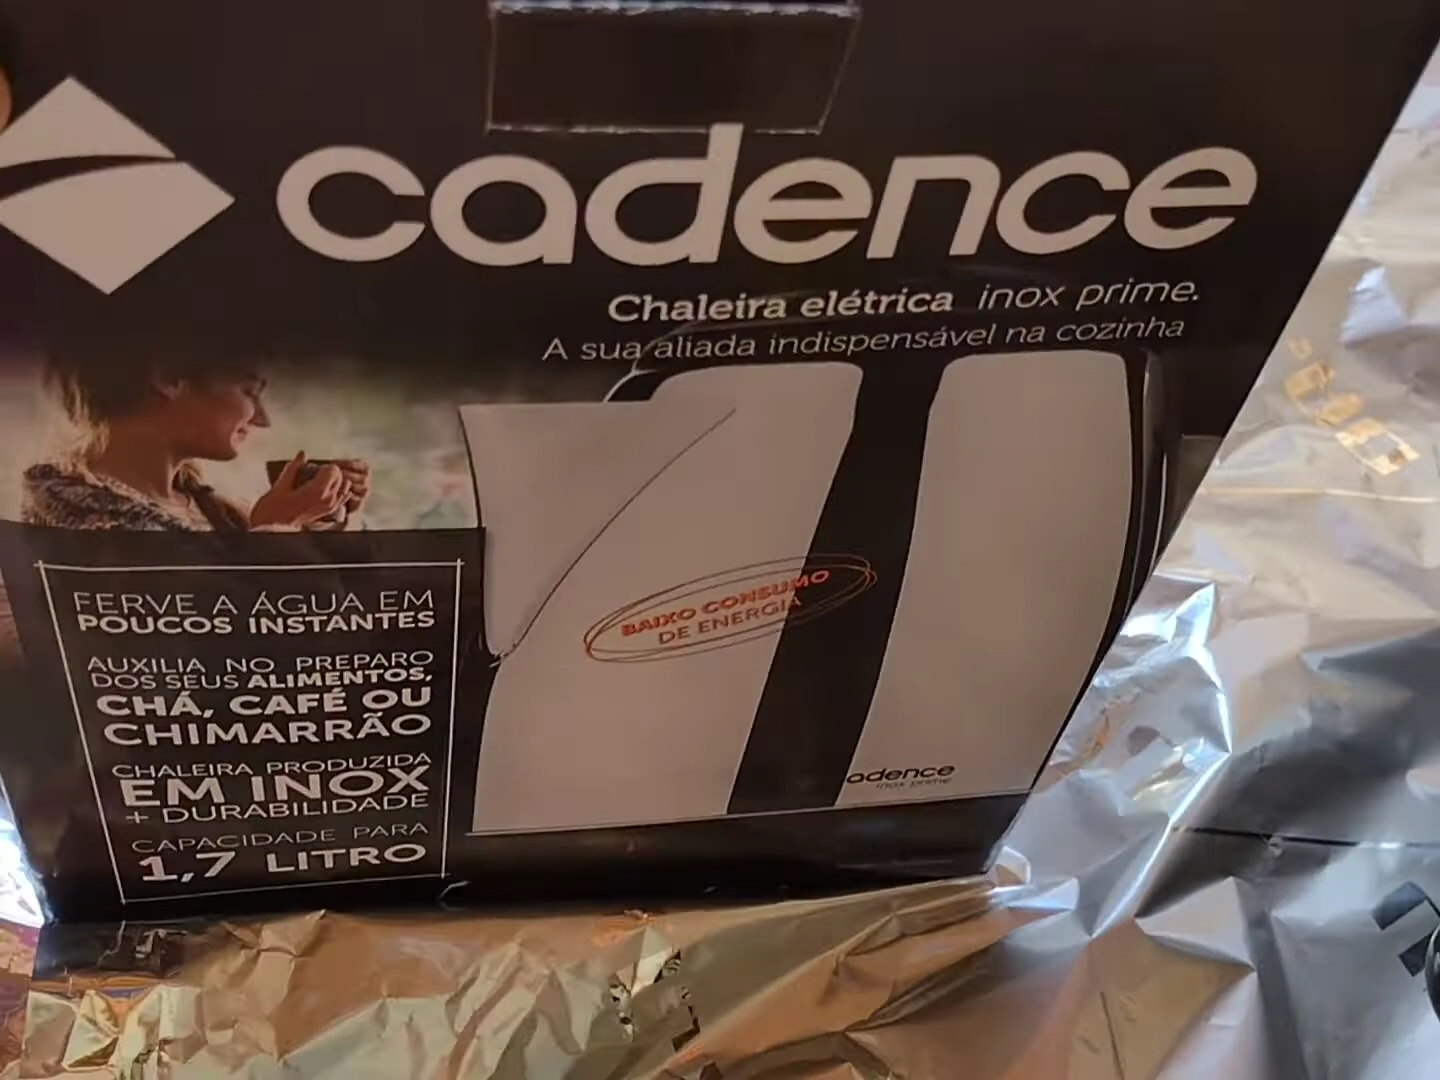 cadence
Chaleira elétrica inox prime.
A sua aliada indispensável na cozinha
BAIXO CONSUMO
DE ENERGIA
FERVE A ÁGUA EM
POUCOS INSTANTES
AUXILIA NO PREPARO
DOS SEUS ALIMENTOS,
CHÁ, CAFÉ OU
CHIMARRÃO
CHALEIRA PRODUZIDA
EM INOX
+ DURABILIDADE
CAPACIDADE PARA
1,7 LITRO
adence
inox prime